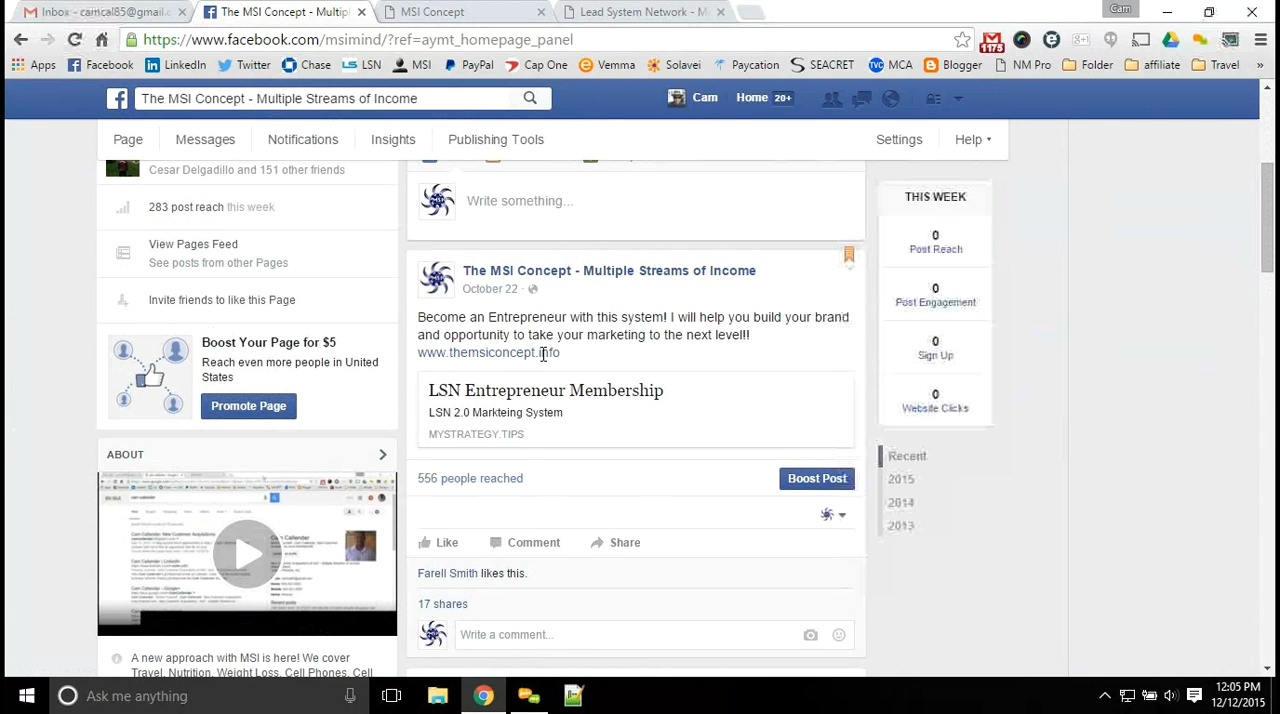 Inbox - camcal85@gmail.c
The MSI Concept - Multipl
MSI Concept
Lead System Network - M
Cam
https://www.facebook.com/msimind/?ref=aymt_homepage_panel
1175
Apps
Facebook
LinkedIn
Twitter
Chase
LSN
MSI
PayPal
Cap One
Vemma
Solavei
Paycation
SEACRET
MCA
Blogger
NM Pro
Folder
affiliate
Travel
»
The MSI Concept - Multiple Streams of Income
Cam
Home 20+
Page
Messages
Notifications
Insights
Publishing Tools
Settings
Help
Cesar Delgadillo and 151 other friends
283 post reach this week
View Pages Feed
See posts from other Pages
Invite friends to like this Page
Boost Your Page for $5
Reach even more people in United
States
Promote Page
ABOUT
A new approach with MSI is here! We cover
Travel, Nutrition, Weight Loss, Cell Phones, Cell
Write something...
The MSI Concept - Multiple Streams of Income
October 22 ·
Become an Entrepreneur with this system! I will help you build your brand
and opportunity to take your marketing to the next level!!
www.themsiconcept.info
LSN Entrepreneur Membership
LSN 2.0 Markteing System
MYSTRATEGY.TIPS
556 people reached
Boost Post
Like
Comment
Share
Farell Smith likes this.
17 shares
Write a comment...
THIS WEEK
0
Post Reach
0
Post Engagement
0
Sign Up
0
Website Clicks
Recent
2015
2014
2013
Ask me anything
12:05 PM
12/12/2015